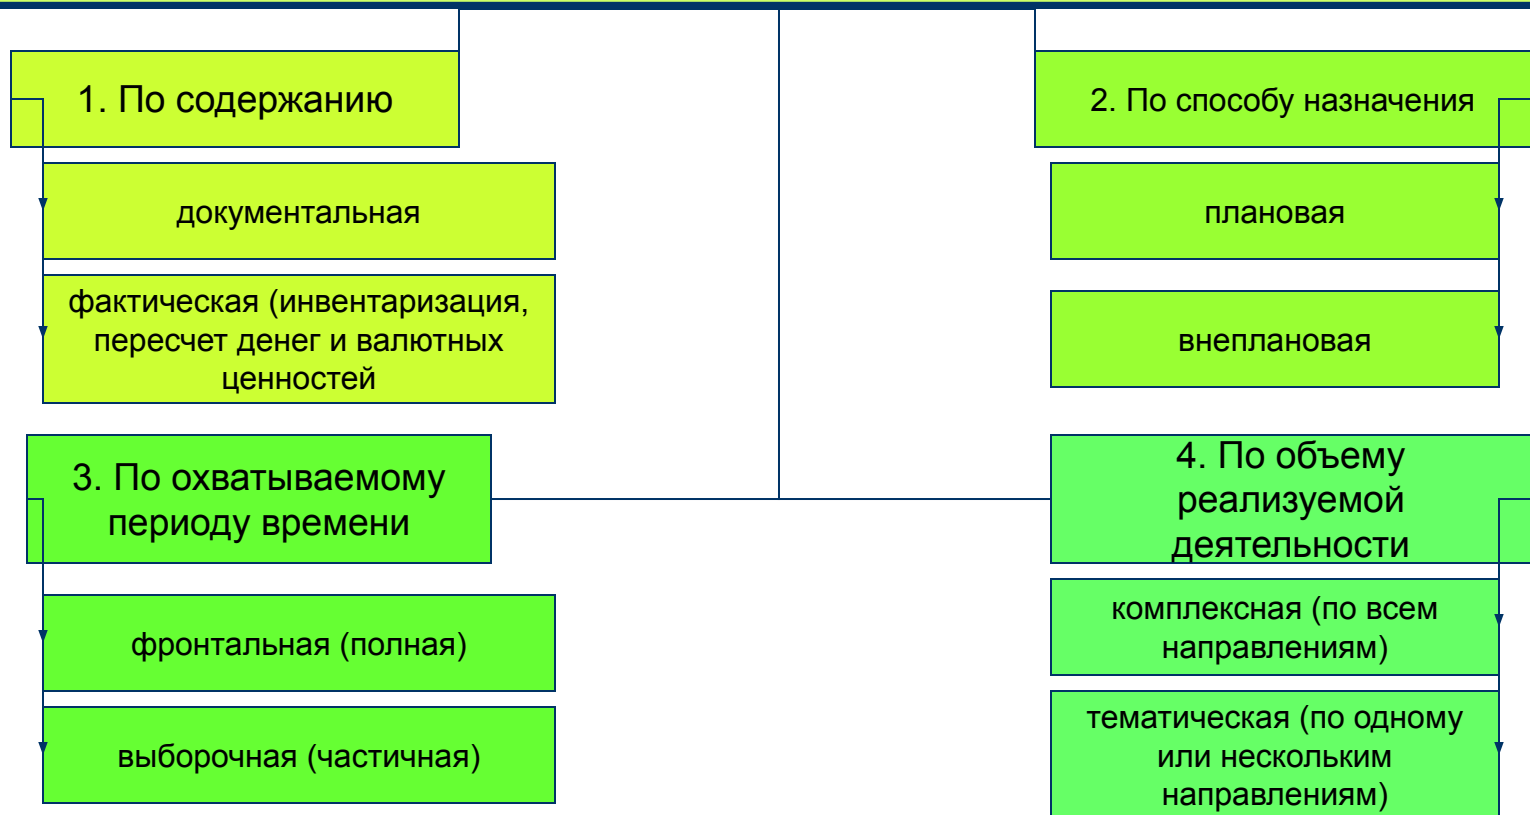 1. По содержанию
документальная
фактическая (инвентаризация,
пересчет денег и валютных
ценностей
2. По способу назначения
плановая
внеплановая
3. По охватываемому
периоду времени
фронтальная (полная)
выборочная (частичная)
4. По объему
реализуемой
деятельности
комплексная (по всем
направлениям)
тематическая (по одному
или нескольким
направлениям)